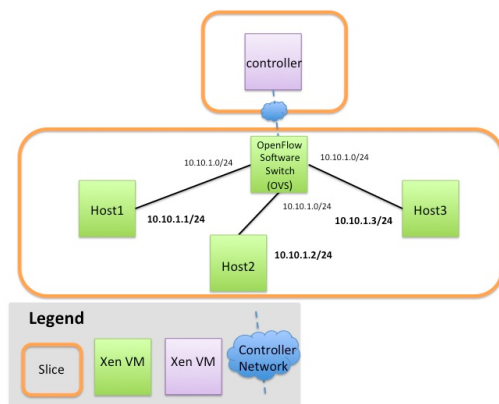 controller
OpenFlow
Software
Switch
(OVS)
10.10.1.0/24
10.10.1.0/24
10.10.1.0/24
Host1
10.10.1.1/24
Host2
10.10.1.2/24
10.10.1.3/24
Host3
Legend
Slice
Xen VM
Xen VM
Controller
Network